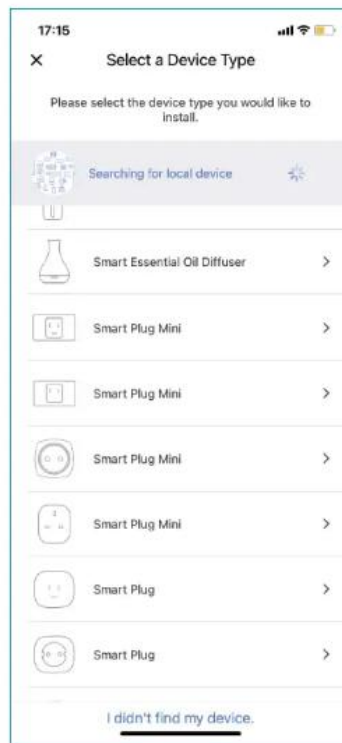 17:15
Select a Device Type
Please select the device type you would like to
install.
Searching for local device
Smart Essential Oil Diffuser
Smart Plug Mini
Smart Plug Mini
Smart Plug Mini
Smart Plug Mini
Smart Plug
Smart Plug
I didn't find my device.